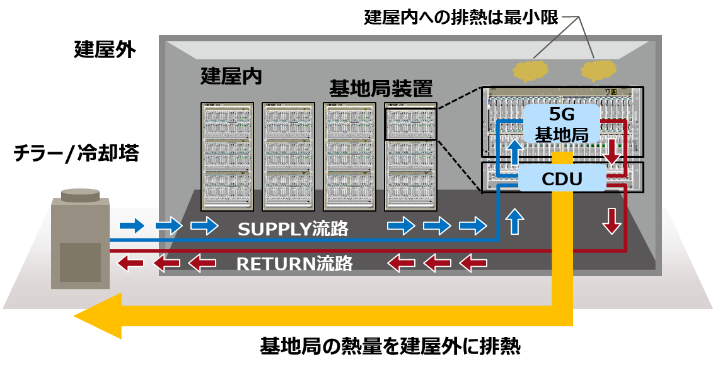 建屋内への排熱は最小限
建屋外
建屋内
基地局装置
5G
基地局
チラー/冷却塔
CDU
SUPPLY流路
RETURN流路
基地局の熱量を建屋外に排熱